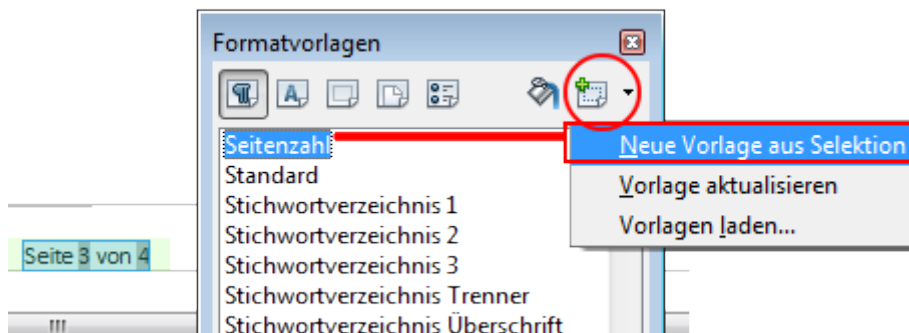 Formatvorlagen
Seitenzahl
Neue Vorlage aus Selektion
Standard
Vorlage aktualisieren
Stichwortverzeichnis 1
Vorlagen laden...
Stichwortverzeichnis 2
Seite 3 von 4
Stichwortverzeichnis 3
Stichwortverzeichnis Trenner
Stichwortverzeichnis Überschrift